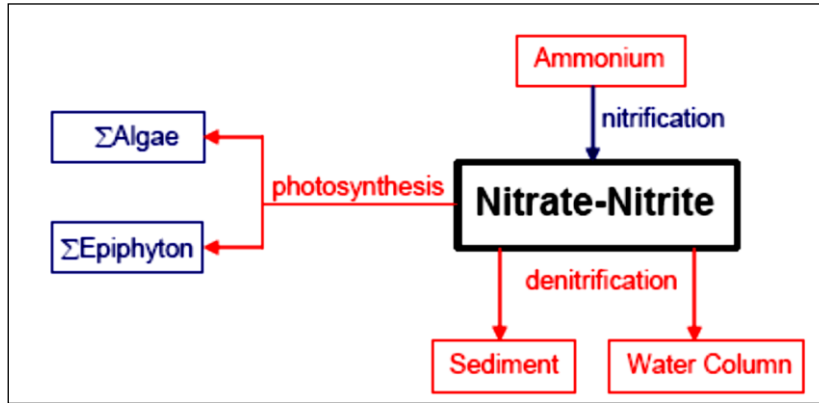 Ammonium
nitrification
ΣAlgae
photosynthesis
Nitrate-Nitrite
ΣEpiphyton
denitrification
Sediment
Water Column